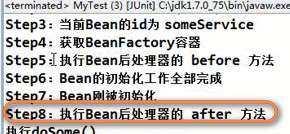 <terminated> MyTest (3) [JUnit] C:\jdk1.7.0_75\bin\javaw.ex
Step3: 当前Bean的id为 someService
Step4: 获取BeanFactory容器
Step5: 执行Bean后处理器的 before 方法
Step6: Bean的初始化工作全部完成
Step7: Bean刚被初始化
Step8: 执行Bean后处理器的 after 方法
执行doSome()